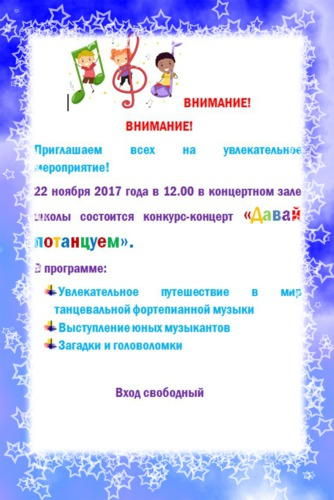 ВНИМАНИЕ!
ВНИМАНИЕ!
Приглашаем всех на увлекательное
мероприятие!
22 ноября 2017 года в 12.00 в концертном зале
школы состоится конкурс-концерт «Давай
потанцуем».
В программе:
Увлекательное путешествие в мир
танцевальной фортепианной музыки
Выступление юных музыкантов
Загадки и головоломки
Вход свободный